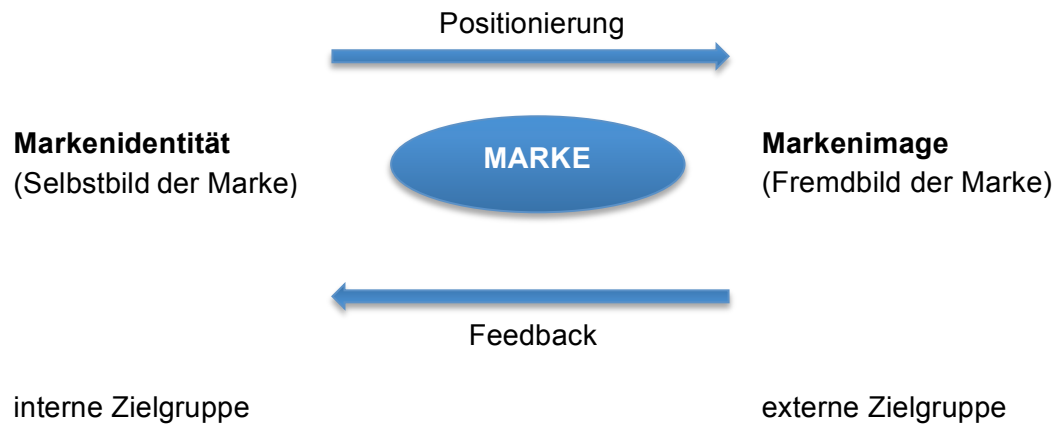 Positionierung
Markenidentität
(Selbstbild der Marke)
MARKE
Markenimage
(Fremdbild der Marke)
Feedback
interne Zielgruppe
externe Zielgruppe